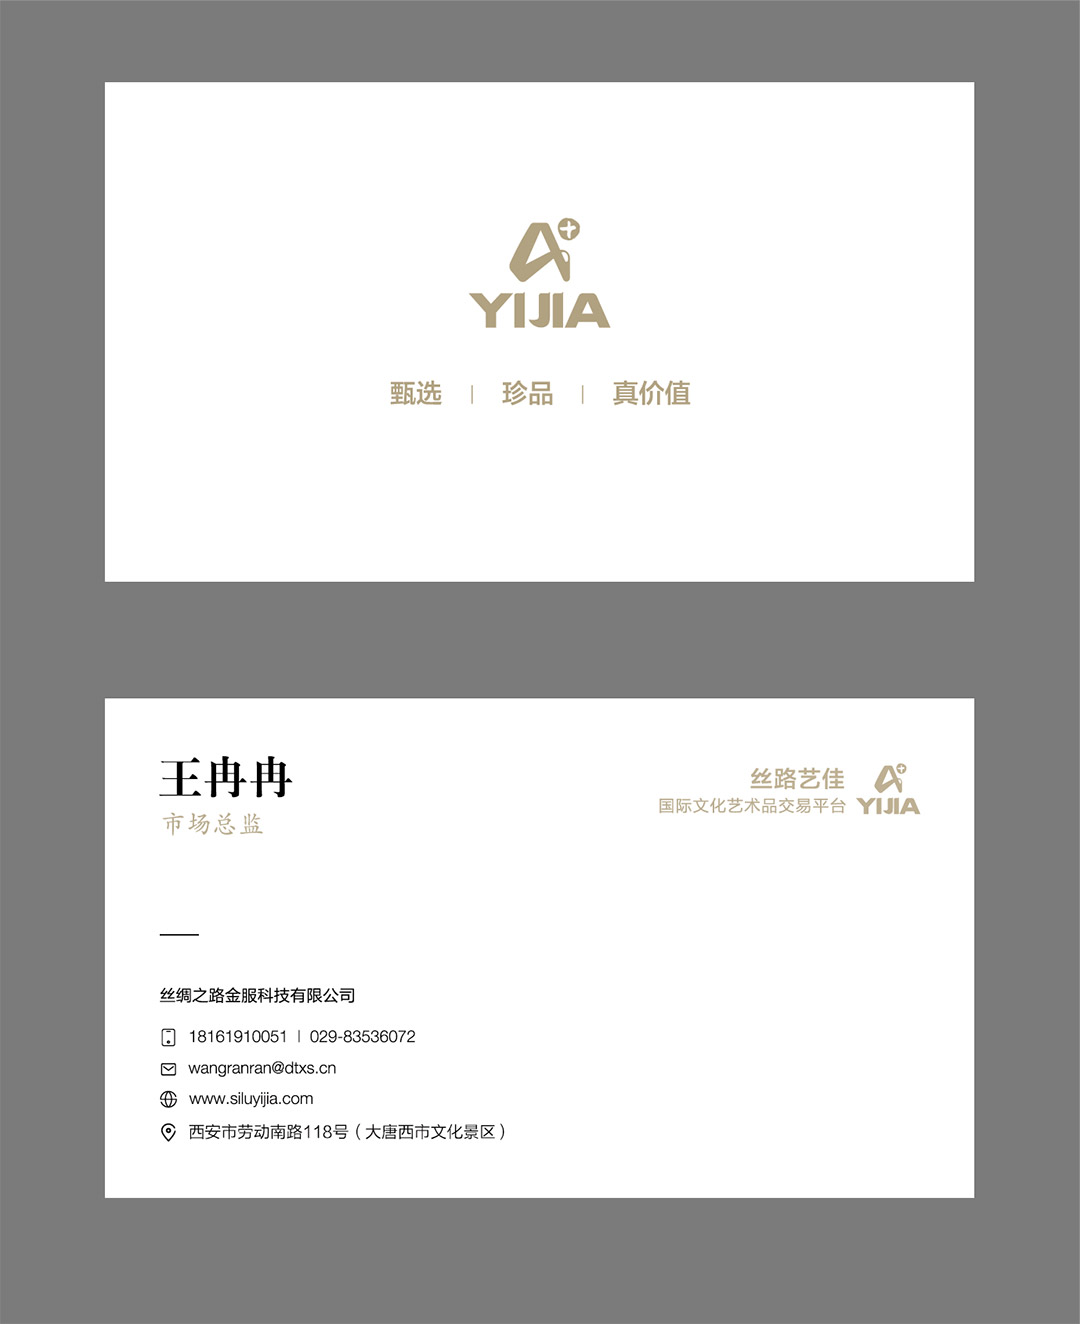 A+
YIJIA
甄选 | 珍品 | 真价值
王冉冉
市场总监
丝路艺佳
国际文化艺术品交易平台
A+
YIJIA
丝绸之路金服科技有限公司
18161910051 | 029-83536072
wangranran@dtxs.cn
www.siluyijia.com
西安市劳动南路118号（大唐西市文化景区）